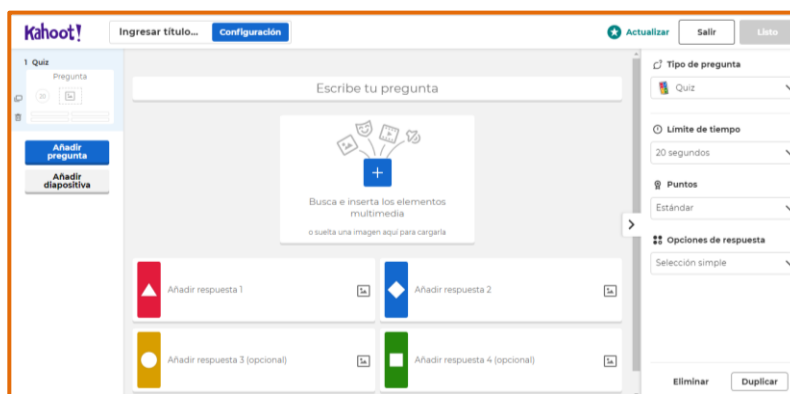 Kahoot!
Ingresar título...
Configuración
Actualizar
Salir
Listo
1 Quiz
Pregunta
Añadir
pregunta
Añadir
diapositiva
Escribe tu pregunta
Busca e inserta los elementos
multimedia
o suelta una imagen aquí para cargarla
Añadir respuesta 1
Añadir respuesta 2
Añadir respuesta 3 (opcional)
Añadir respuesta 4 (opcional)
Tipo de pregunta
Quiz
Límite de tiempo
20 segundos
Puntos
Estándar
Opciones de respuesta
Selección simple
Eliminar
Duplicar